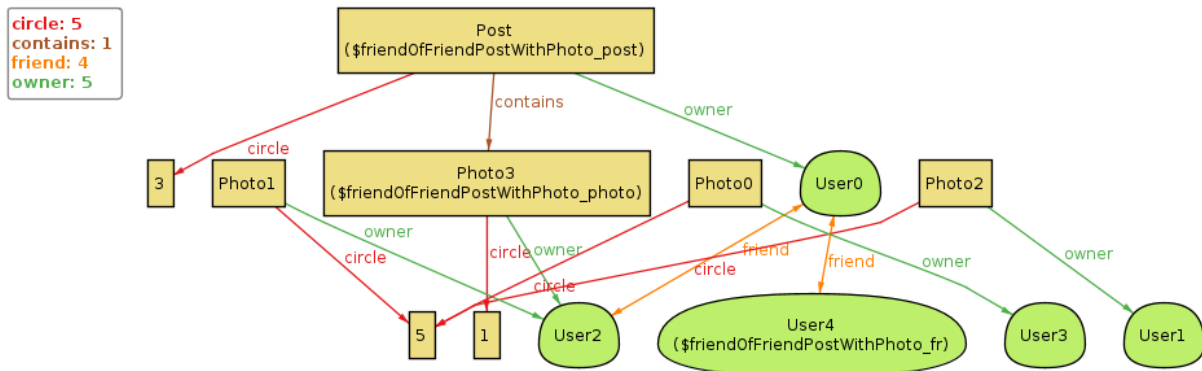 circle: 5
contains: 1
friend: 4
owner: 5
Post
($friendOfFriendPostWithPhoto_post)
contains
owner
circle
3
Photo1
Photo3
($friendOfFriendPostWithPhoto_photo)
Photo0
User0
Photo2
owner
circle
circle
owner
friend
circle
friend
owner
owner
circle
5
1
User2
User4
($friendOfFriendPostWithPhoto_fr)
User3
User1